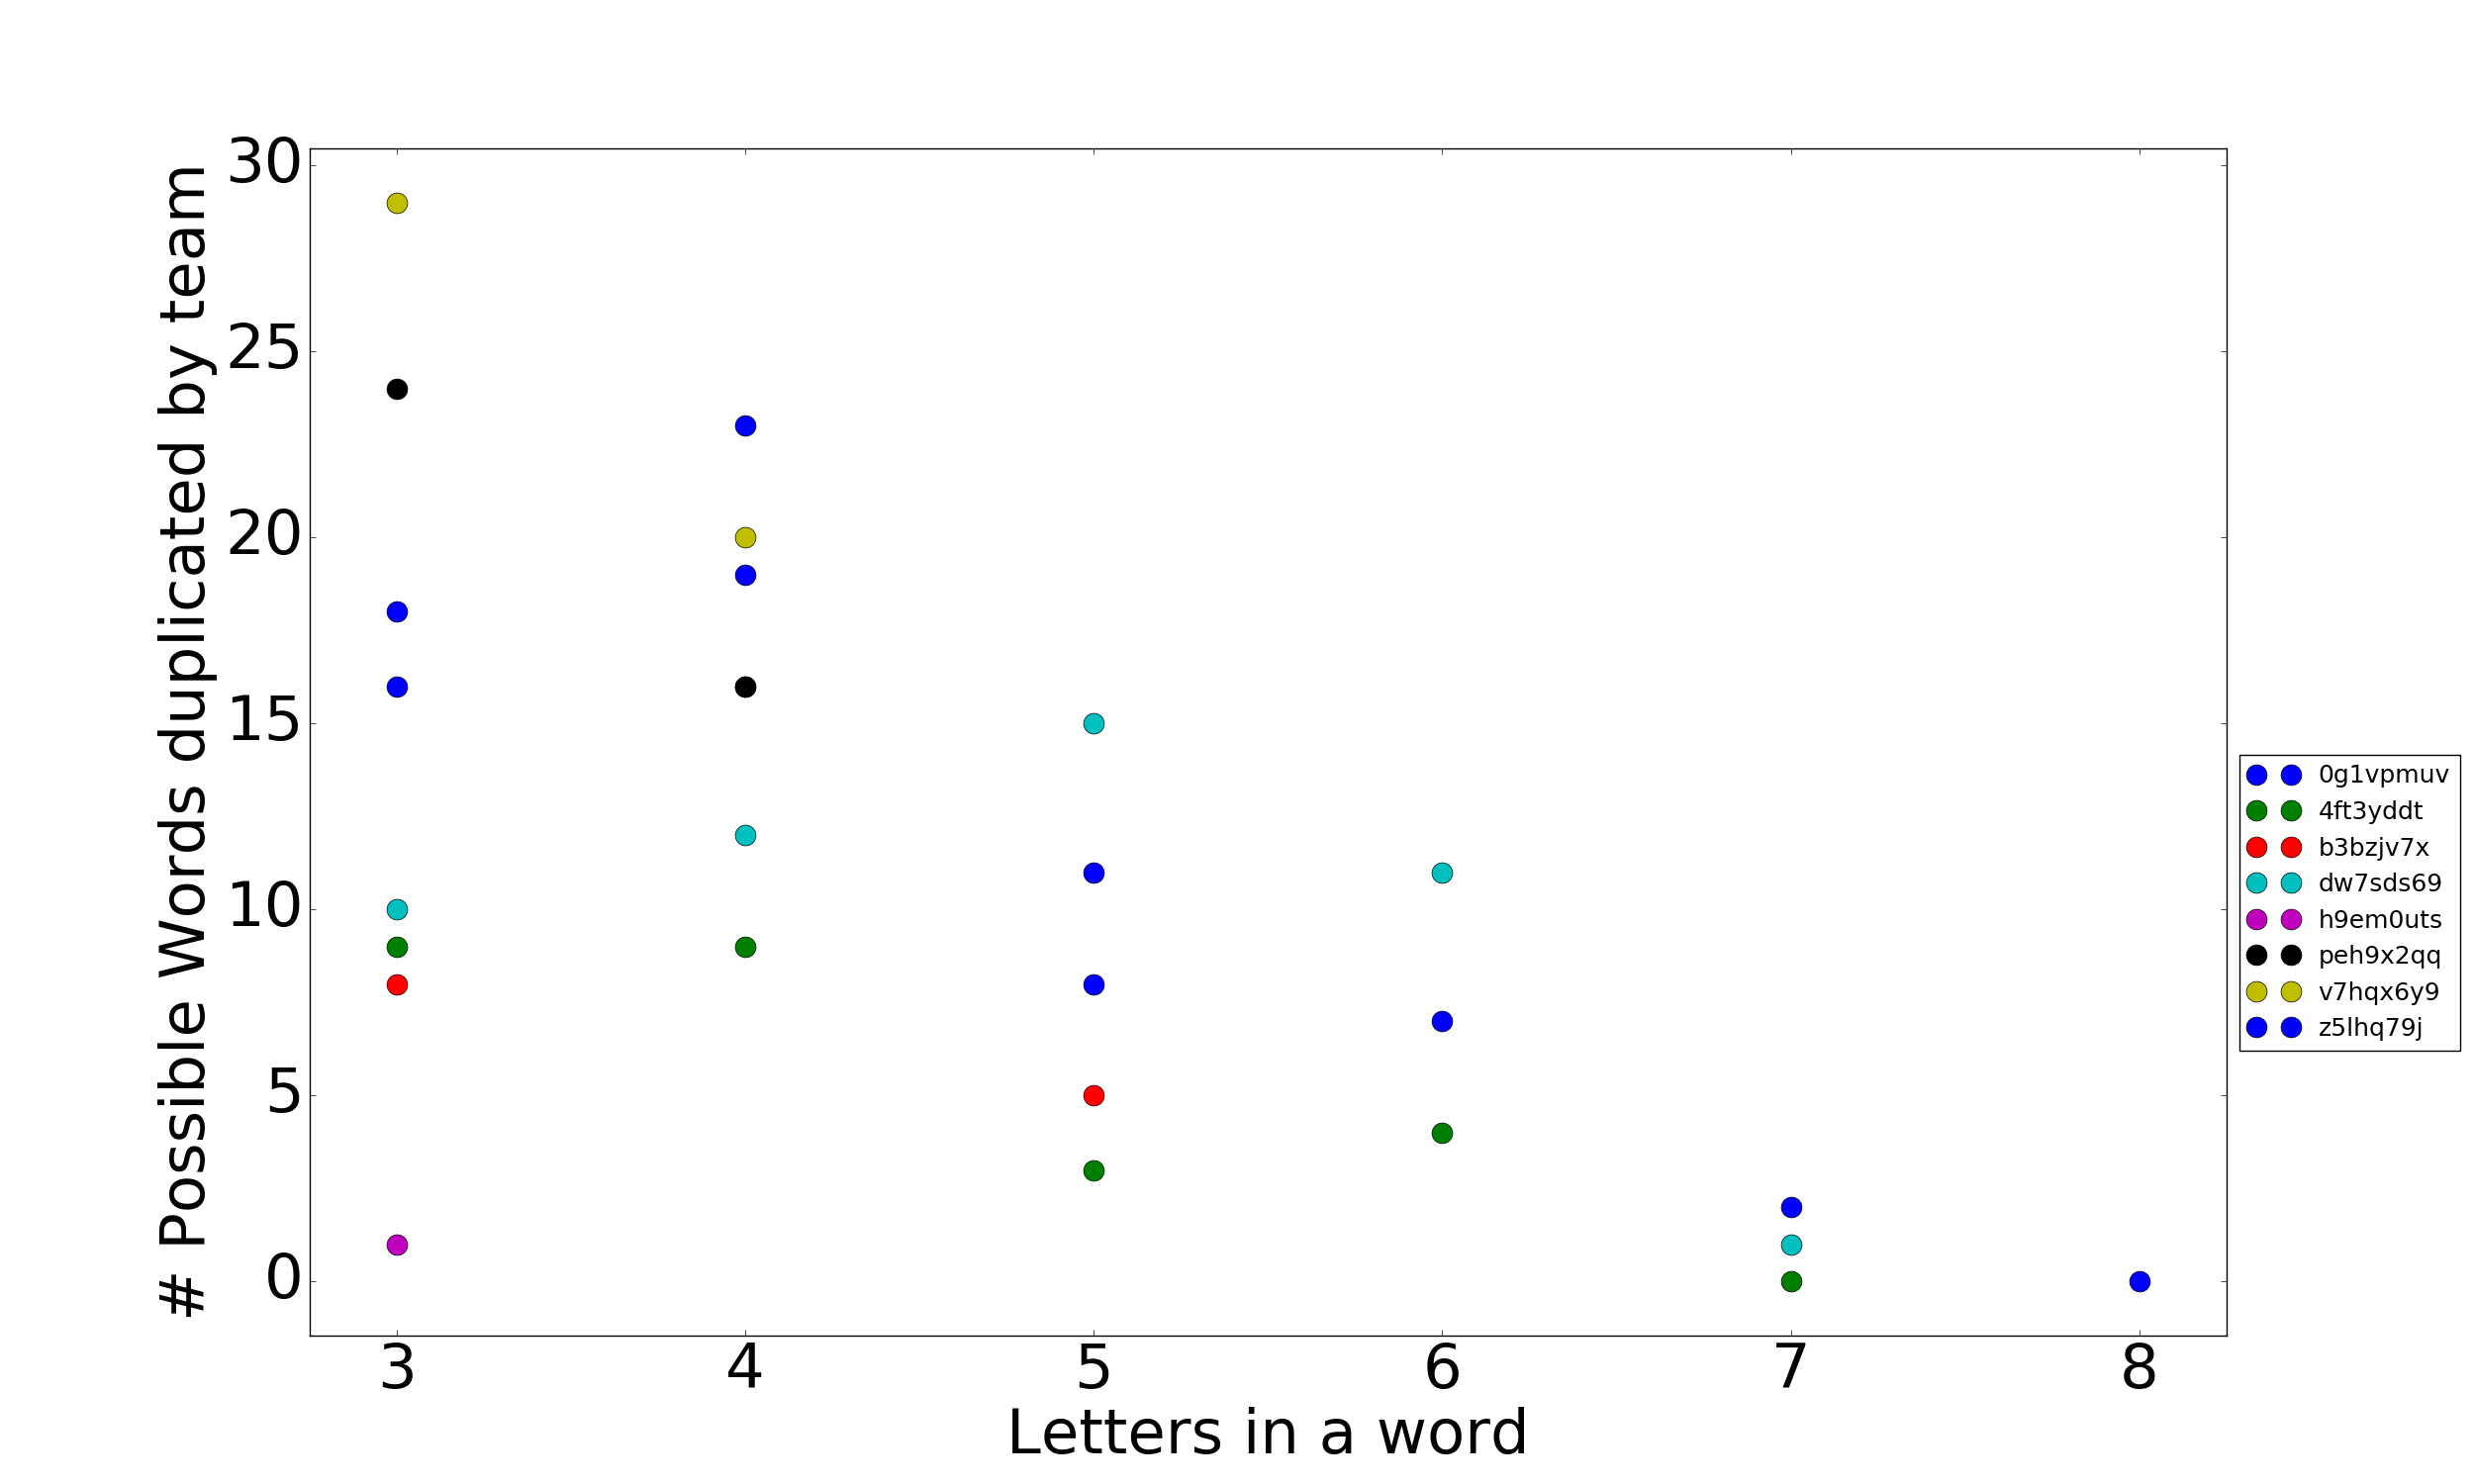 # Possible Words duplicated by team
30
25
20
15
10
5
0
3 4 5 6 7 8
Letters in a word
0g1vpmuv
4ft3yddt
b3bzjv7x
dw7sds69
h9em0uts
peh9x2qq
v7hqx6y9
z5lhq79j